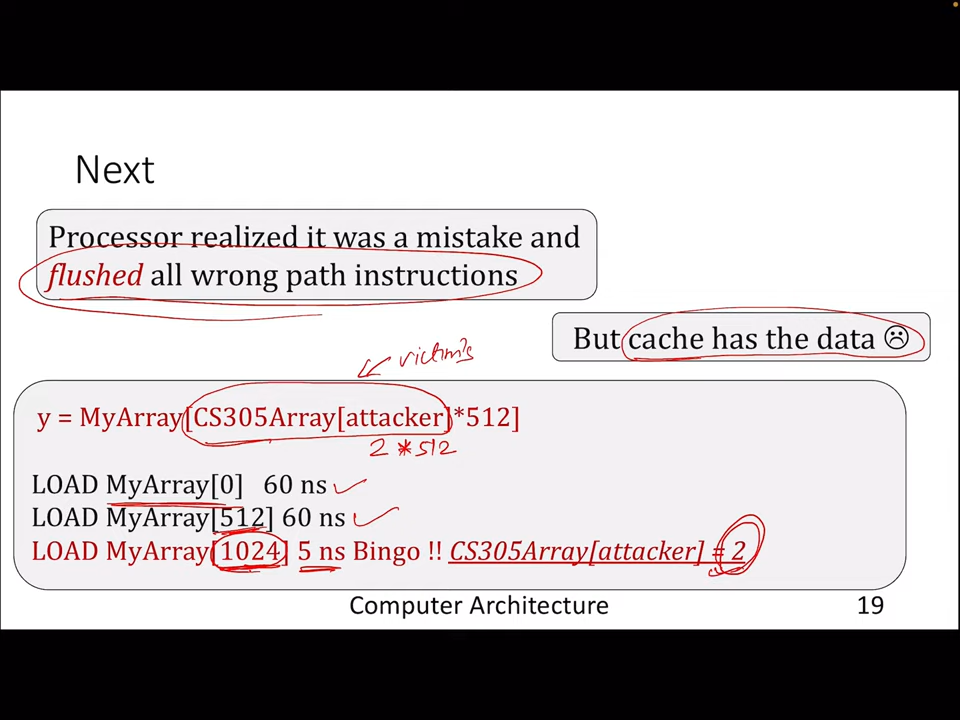 Next
Processor realized it was a mistake and
flushed all wrong path instructions
But cache has the data ☹
victim's
y = MyArray[CS305Array[attacker]*512]
2 * 512
LOAD MyArray[0] 60 ns
LOAD MyArray[512] 60 ns
LOAD MyArray[1024] 5 ns Bingo !! CS305Array[attacker] = 2
Computer Architecture
19